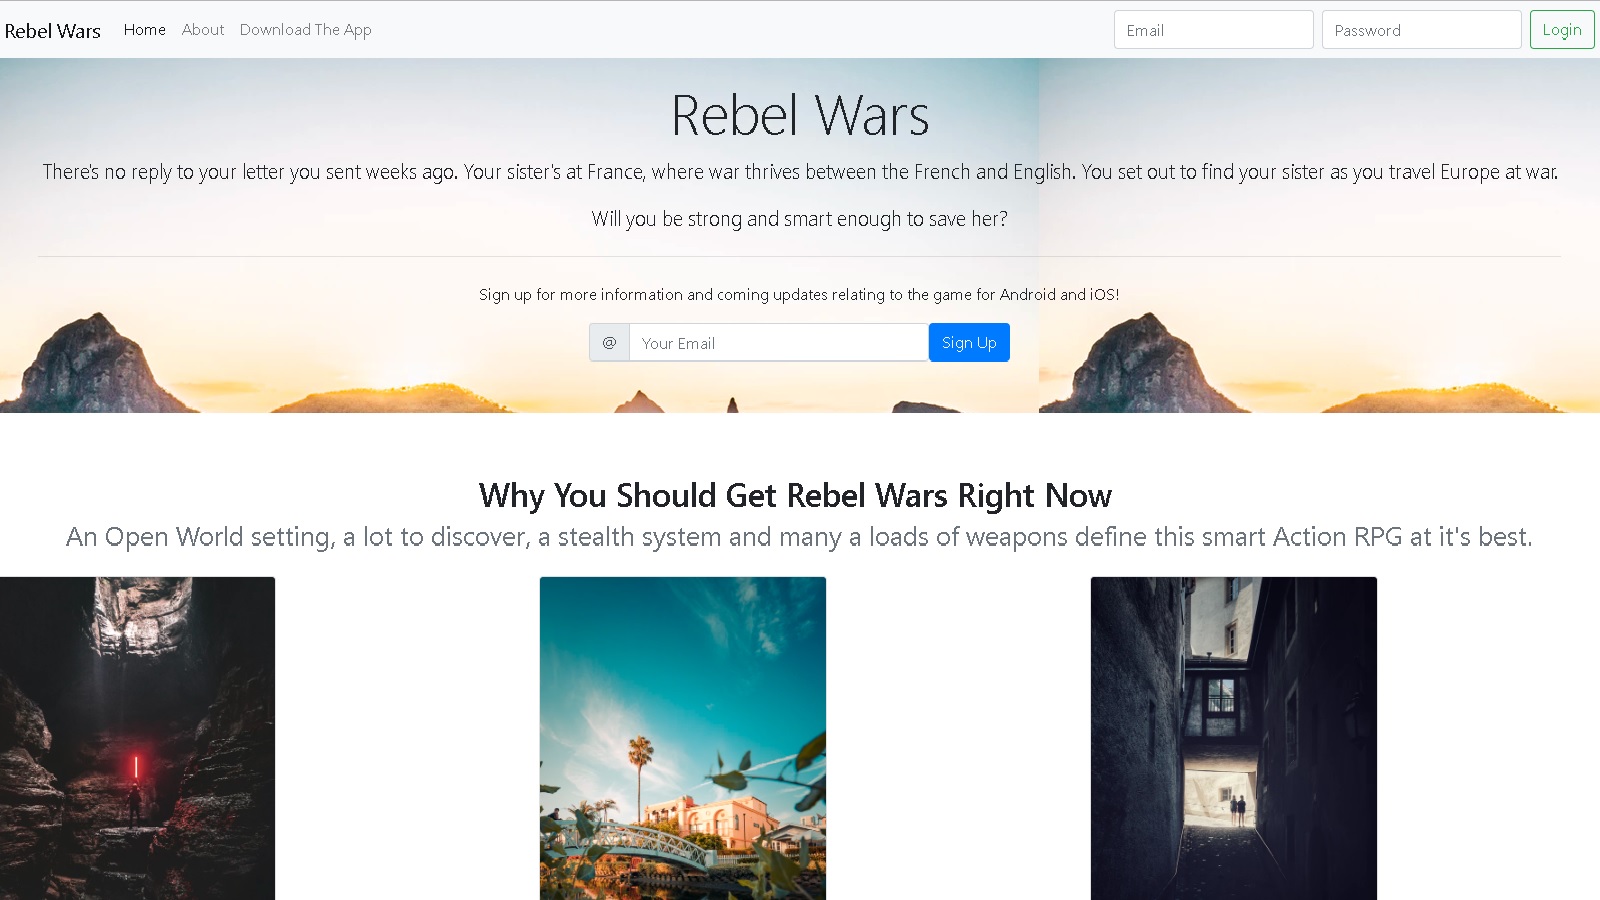 Rebel Wars Home About Download The App Email Password Login
Rebel Wars
There's no reply to your letter you sent weeks ago. Your sister's at France, where war thrives between the French and English. You set out to find your sister as you travel Europe at war.
Will you be strong and smart enough to save her?
Sign up for more information and coming updates relating to the game for Android and iOS!
@ Your Email Sign Up
Why You Should Get Rebel Wars Right Now
An Open World setting, a lot to discover, a stealth system and many a loads of weapons define this smart Action RPG at it's best.